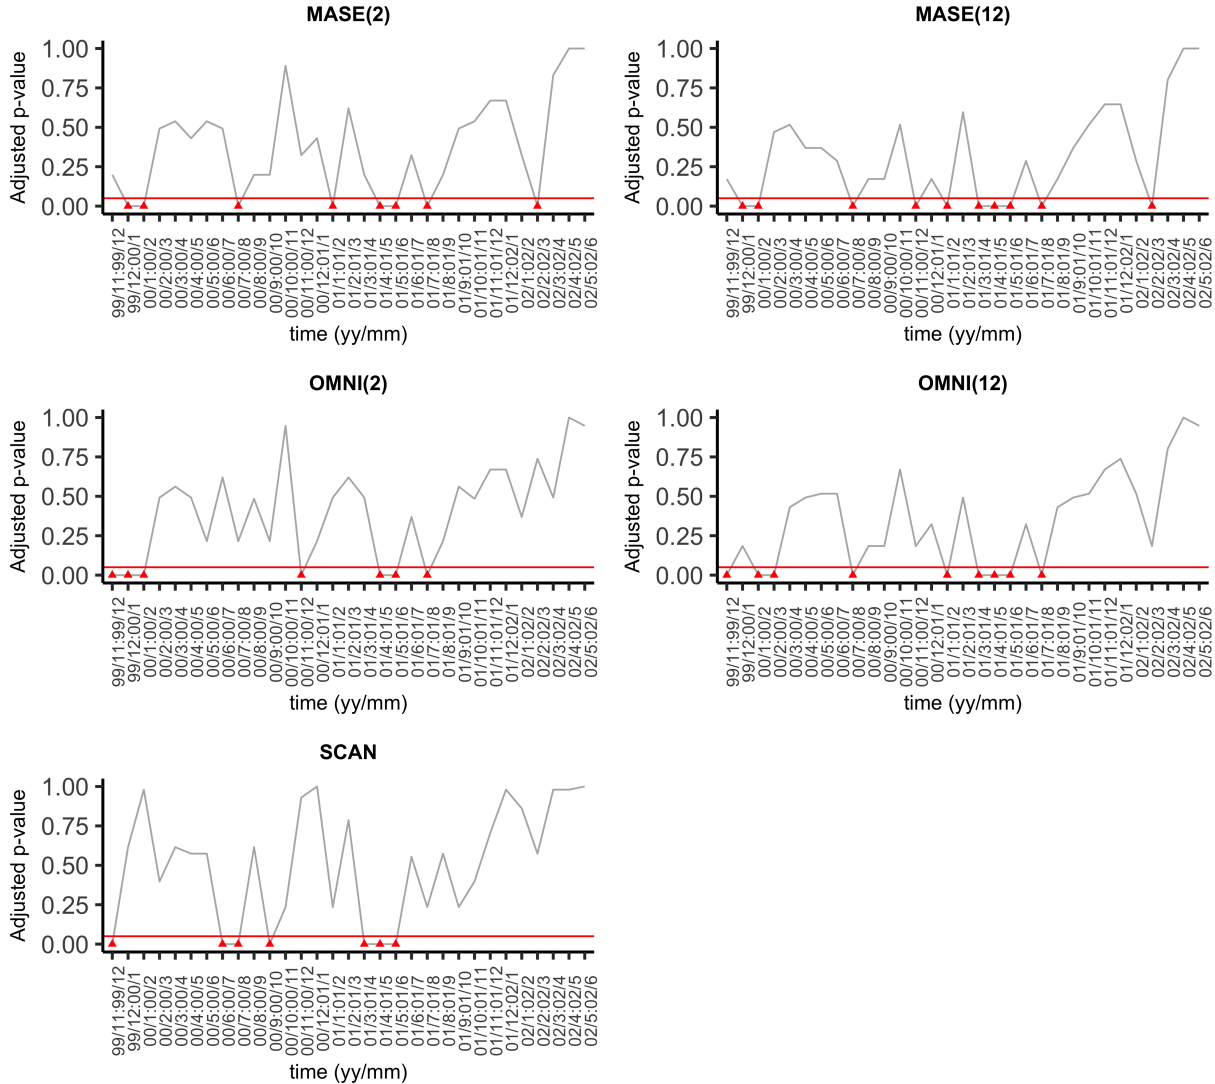 MASE(2)
Adjusted p-value
1.00
0.75
0.50
0.25
0.00
99/11:99/12 99/12:00/1 00/1:00/2 00/2:00/3 00/3:00/4 00/4:00/5 00/5:00/6 00/6:00/7 00/7:00/8 00/8:00/9 00/9:00/10 00/10:00/11 00/11:00/12 00/12:01/1 01/1:01/2 01/2:01/3 01/3:01/4 01/4:01/5 01/5:01/6 01/6:01/7 01/7:01/8 01/8:01/9 01/9:01/10 01/10:01/11 01/11:01/12 01/12:02/1 02/1:02/2 02/2:02/3 02/3:02/4 02/4:02/5 02/5:02/6
time (yy/mm)
MASE(12)
Adjusted p-value
1.00
0.75
0.50
0.25
0.00
99/11:99/12 99/12:00/1 00/1:00/2 00/2:00/3 00/3:00/4 00/4:00/5 00/5:00/6 00/6:00/7 00/7:00/8 00/8:00/9 00/9:00/10 00/10:00/11 00/11:00/12 00/12:01/1 01/1:01/2 01/2:01/3 01/3:01/4 01/4:01/5 01/5:01/6 01/6:01/7 01/7:01/8 01/8:01/9 01/9:01/10 01/10:01/11 01/11:01/12 01/12:02/1 02/1:02/2 02/2:02/3 02/3:02/4 02/4:02/5 02/5:02/6
time (yy/mm)
OMNI(2)
Adjusted p-value
1.00
0.75
0.50
0.25
0.00
99/11:99/12 99/12:00/1 00/1:00/2 00/2:00/3 00/3:00/4 00/4:00/5 00/5:00/6 00/6:00/7 00/7:00/8 00/8:00/9 00/9:00/10 00/10:00/11 00/11:00/12 00/12:01/1 01/1:01/2 01/2:01/3 01/3:01/4 01/4:01/5 01/5:01/6 01/6:01/7 01/7:01/8 01/8:01/9 01/9:01/10 01/10:01/11 01/11:01/12 01/12:02/1 02/1:02/2 02/2:02/3 02/3:02/4 02/4:02/5 02/5:02/6
time (yy/mm)
OMNI(12)
Adjusted p-value
1.00
0.75
0.50
0.25
0.00
99/11:99/12 99/12:00/1 00/1:00/2 00/2:00/3 00/3:00/4 00/4:00/5 00/5:00/6 00/6:00/7 00/7:00/8 00/8:00/9 00/9:00/10 00/10:00/11 00/11:00/12 00/12:01/1 01/1:01/2 01/2:01/3 01/3:01/4 01/4:01/5 01/5:01/6 01/6:01/7 01/7:01/8 01/8:01/9 01/9:01/10 01/10:01/11 01/11:01/12 01/12:02/1 02/1:02/2 02/2:02/3 02/3:02/4 02/4:02/5 02/5:02/6
time (yy/mm)
SCAN
Adjusted p-value
1.00
0.75
0.50
0.25
0.00
99/11:99/12 99/12:00/1 00/1:00/2 00/2:00/3 00/3:00/4 00/4:00/5 00/5:00/6 00/6:00/7 00/7:00/8 00/8:00/9 00/9:00/10 00/10:00/11 00/11:00/12 00/12:01/1 01/1:01/2 01/2:01/3 01/3:01/4 01/4:01/5 01/5:01/6 01/6:01/7 01/7:01/8 01/8:01/9 01/9:01/10 01/10:01/11 01/11:01/12 01/12:02/1 02/1:02/2 02/2:02/3 02/3:02/4 02/4:02/5 02/5:02/6
time (yy/mm)